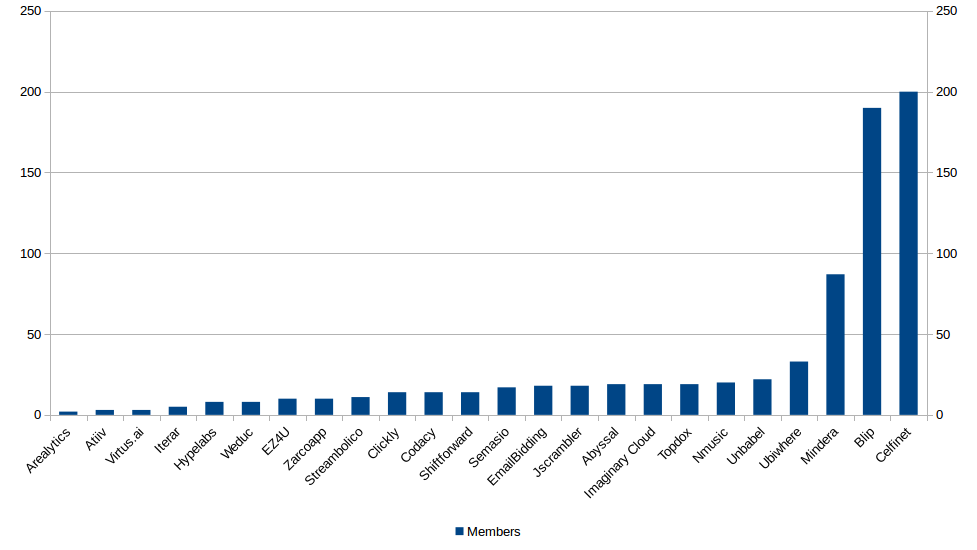 250 250
200 200
150 150
100 100
50 50
0 0
Arealytics
Atiiv
Virtus.ai
Iterar
Hypelabs
Weduc
EZ4U
Zarcoapp
Streambolico
Clickly
Codacy
Shiftforward
Semasio
EmailBidding
Jscrambler
Abyssal
Imaginary Cloud
Topdox
Nmusic
Unbabel
Ubiwhere
Mindera
Blip
Celfinet
Members